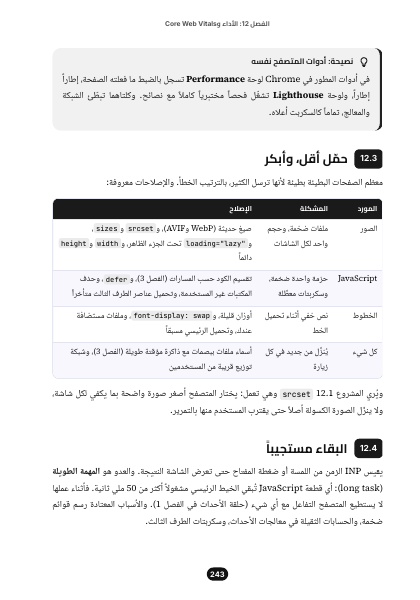 الفصل 12: الأداء وCore Web Vitals
نصيحة: أدوات المتصفح نفسه
في أدوات المطور في Chrome لوحة Performance تسجل بالضبط ما فعلته الصفحة، إطاراً
إطاراً، ولوحة Lighthouse تشغّل فحصاً مختبرياً كاملاً مع نصائح. وكلتاهما تبطّئ الشبكة
والمعالج، تماماً كالسكربت أعلاه.
12.3 حمّل أقل، وأبكر
معظم الصفحات البطيئة بطيئة لأنها ترسل الكثير، بالترتيب الخطأ. والإصلاحات معروفة:
المورد المشكلة الإصلاح
الصور ملفات ضخمة، وحجم صيغ حديثة (WebP وAVIF)، و srcset و sizes،
واحد لكل الشاشات و loading="lazy" تحت الجزء الظاهر، و width و height
دائماً
JavaScript حزمة واحدة ضخمة، تقسيم الكود حسب المسارات (الفصل 3)، و defer، وحذف
وسكربتات معطِّلة المكتبات غير المستخدمة، وتحميل عناصر الطرف الثالث متأخراً
الخطوط نص خفي أثناء تحميل أوزان قليلة، و font-display: swap، وملفات مستضافة
الخط عندك، وتحميل رئيسي مسبقاً
كل شيء يُنزَّل من جديد في كل أسماء ملفات ببصمات مع ذاكرة مؤقتة طويلة (الفصل 3)، وشبكة
زيارة توزيع قريبة من المستخدمين
ويُري المشروع 12.1 srcset وهي تعمل: يختار المتصفح أصغر صورة واضحة بما يكفي لكل شاشة،
ولا ينزّل الصورة الكسولة أصلاً حتى يقترب المستخدم منها بالتمرير.
12.4 البقاء مستجيباً
يقيس INP الزمن من اللمسة أو ضغطة المفتاح حتى تعرض الشاشة النتيجة. والعدو هو المهمة الطويلة
(long task): أي قطعة JavaScript تُبقي الخيط الرئيسي مشغولاً أكثر من 50 ملي ثانية. فأثناء عملها
لا يستطيع المتصفح التفاعل مع أي شيء (حلقة الأحداث في الفصل 1). والأسباب المعتادة رسم قوائم
ضخمة، والحسابات الثقيلة في معالجات الأحداث، وسكربتات الطرف الثالث.
243